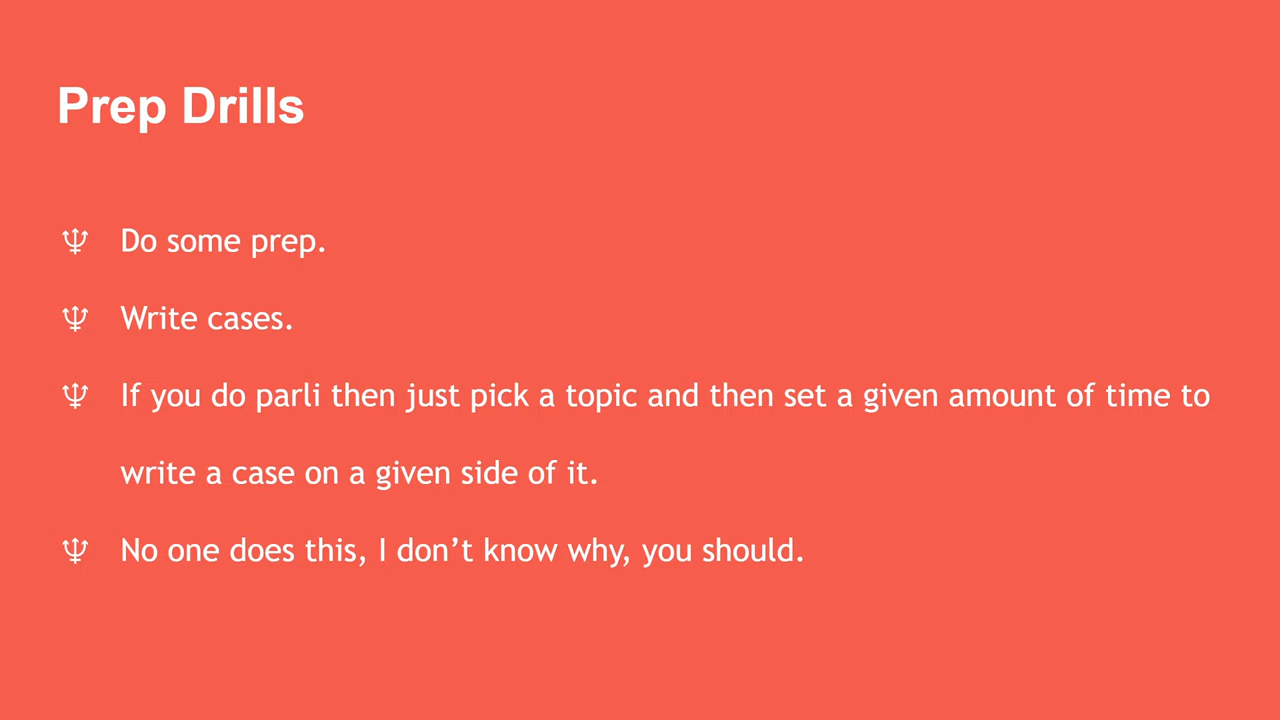 Prep Drills
♆ Do some prep.
♆ Write cases.
♆ If you do parli then just pick a topic and then set a given amount of time to
write a case on a given side of it.
♆ No one does this, I don’t know why, you should.